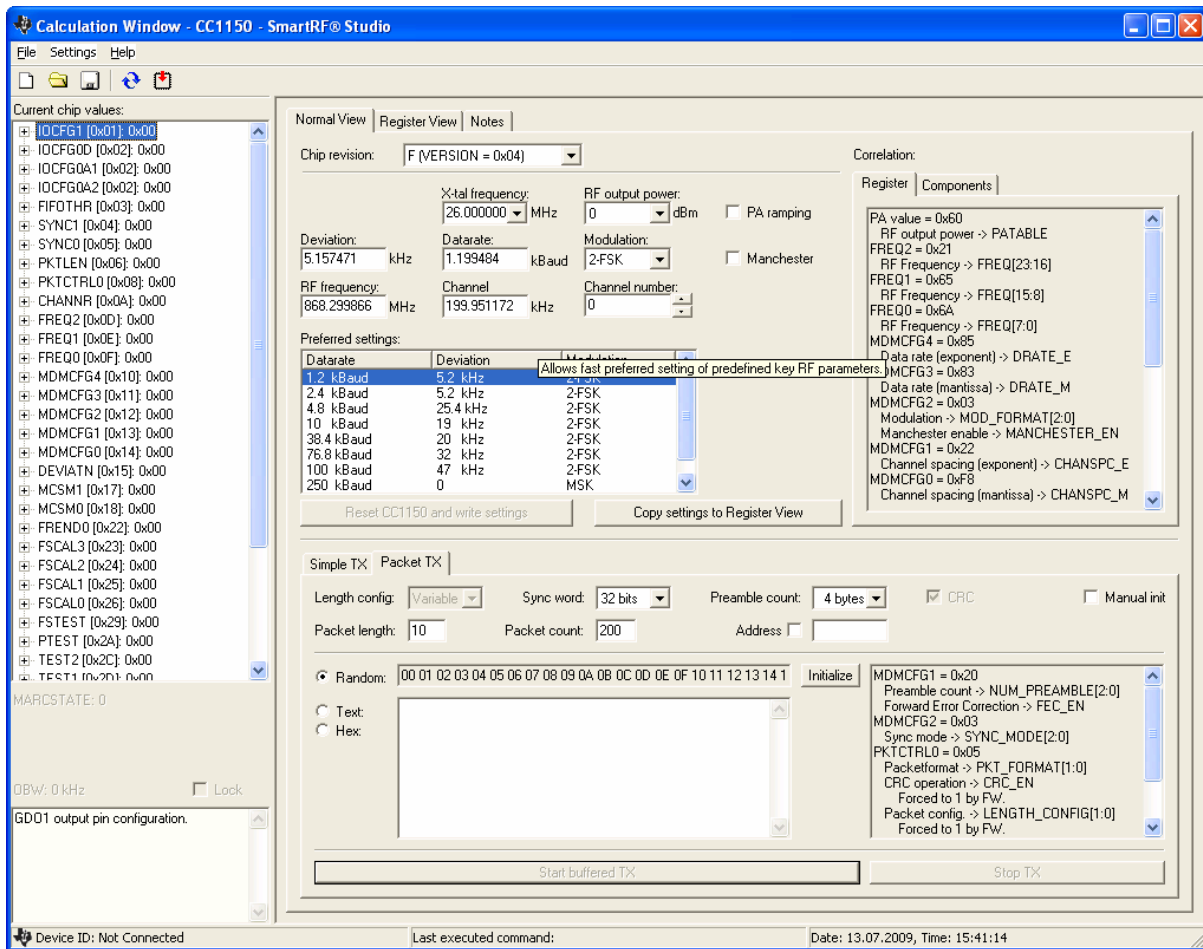 Calculation Window - CC1150 - SmartRF® Studio
File Settings Help
Current chip values:
IOCFG1 [0x01]: 0x00
IOCFG0D [0x02]: 0x00
IOCFG0A1 [0x02]: 0x00
IOCFG0A2 [0x02]: 0x00
FIFOTHR [0x03]: 0x00
SYNC1 [0x04]: 0x00
SYNC0 [0x05]: 0x00
PKTLEN [0x06]: 0x00
PKTCTRL0 [0x08]: 0x00
CHANNR [0x0A]: 0x00
FREQ2 [0x0D]: 0x00
FREQ1 [0x0E]: 0x00
FREQ0 [0x0F]: 0x00
MDMCFG4 [0x10]: 0x00
MDMCFG3 [0x11]: 0x00
MDMCFG2 [0x12]: 0x00
MDMCFG1 [0x13]: 0x00
MDMCFG0 [0x14]: 0x00
DEVIATN [0x15]: 0x00
MCSM1 [0x17]: 0x00
MCSM0 [0x18]: 0x00
FREND0 [0x22]: 0x00
FSCAL3 [0x23]: 0x00
FSCAL2 [0x24]: 0x00
FSCAL1 [0x25]: 0x00
FSCAL0 [0x26]: 0x00
FSTEST [0x29]: 0x00
PTEST [0x2A]: 0x00
TEST2 [0x2C]: 0x00
TEST1 [0x2D]: 0x00
MARCSTATE: 0
OBW: 0 kHz Lock
GDO1 output pin configuration.
Normal View Register View Notes
Chip revision: F (VERSION = 0x04)
X-tal frequency: RF output power:
26.000000 MHz 0 dBm PA ramping
Deviation: Datarate: Modulation:
5.157471 kHz 1.199484 kBaud 2-FSK Manchester
RF frequency: Channel Channel number:
868.299866 MHz 199.951172 kHz 0
Preferred settings:
Datarate Deviation
Allows fast preferred setting of predefined key RF parameters.
1.2 kBaud 5.2 kHz 2-FSK
2.4 kBaud 5.2 kHz 2-FSK
4.8 kBaud 25.4 kHz 2-FSK
10 kBaud 19 kHz 2-FSK
38.4 kBaud 20 kHz 2-FSK
76.8 kBaud 32 kHz 2-FSK
100 kBaud 47 kHz 2-FSK
250 kBaud 0 MSK
Reset CC1150 and write settings Copy settings to Register View
Correlation:
Register Components
PA value = 0x60
RF output power -> PATABLE
FREQ2 = 0x21
RF Frequency -> FREQ[23:16]
FREQ1 = 0x65
RF Frequency -> FREQ[15:8]
FREQ0 = 0x6A
RF Frequency -> FREQ[7:0]
MDMCFG4 = 0x85
Data rate (exponent) -> DRATE_E
MDMCFG3 = 0x83
Data rate (mantissa) -> DRATE_M
MDMCFG2 = 0x03
Modulation -> MOD_FORMAT[2:0]
Manchester enable -> MANCHESTER_EN
MDMCFG1 = 0x22
Channel spacing (exponent) -> CHANSPC_E
MDMCFG0 = 0xF8
Channel spacing (mantissa) -> CHANSPC_M
Simple TX Packet TX
Length config: Variable Sync word: 32 bits Preamble count: 4 bytes CRC Manual init
Packet length: 10 Packet count: 200 Address
Random: 00 01 02 03 04 05 06 07 08 09 0A 0B 0C 0D 0E 0F 10 11 12 13 14 1 Initialize
Text:
Hex:
MDMCFG1 = 0x20
Preamble count -> NUM_PREAMBLE[2:0]
Forward Error Correction -> FEC_EN
MDMCFG2 = 0x03
Sync mode -> SYNC_MODE[2:0]
PKTCTRL0 = 0x05
Packetformat -> PKT_FORMAT[1:0]
CRC operation -> CRC_EN
Forced to 1 by FW.
Packet config. -> LENGTH_CONFIG[1:0]
Forced to 1 by FW.
Start buffered TX Stop TX
Device ID: Not Connected Last executed command: Date: 13.07.2009, Time: 15:41:14